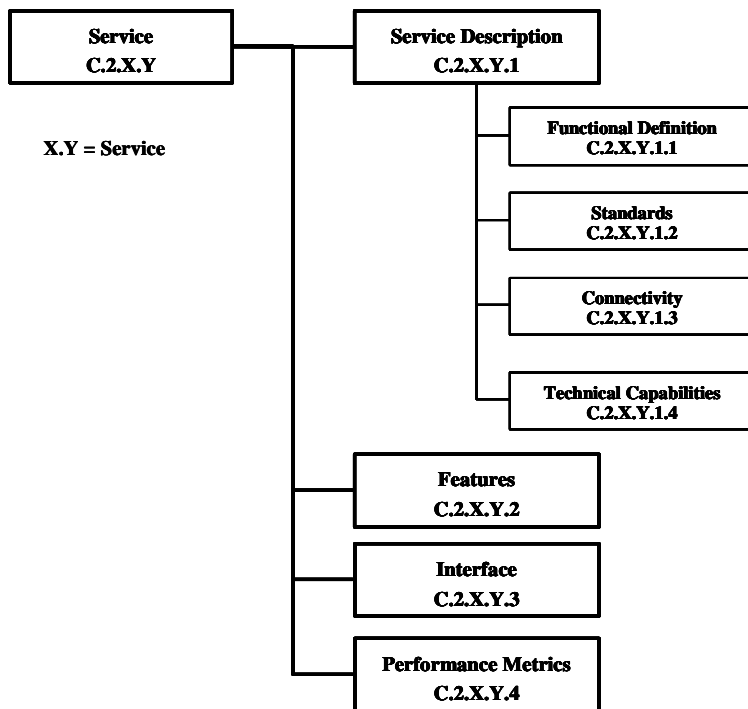 Service
C.2.X.Y
Service Description
C.2.X.Y.1
Functional Definition
C.2.X.Y.1.1
X.Y = Service
Standards
C.2.X.Y.1.2
Connectivity
C.2.X.Y.1.3
Technical Capabilities
C.2.X.Y.1.4
Features
C.2.X.Y.2
Interface
C.2.X.Y.3
Performance Metrics
C.2.X.Y.4